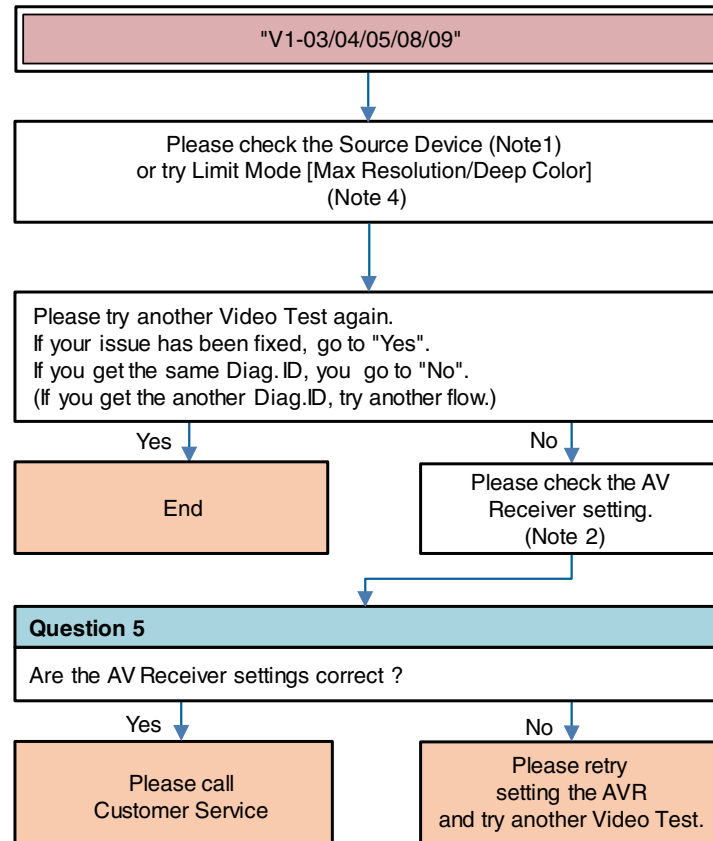 "V1-03/04/05/08/09"
Please check the Source Device (Note1)
or try Limit Mode [Max Resolution/Deep Color]
(Note 4)
Please try another Video Test again.
If your issue has been fixed, go to "Yes".
If you get the same Diag. ID, you go to "No".
(If you get the another Diag.ID, try another flow.)
Yes
No
End
Please check the AV
Receiver setting.
(Note 2)
Question 5
Are the AV Receiver settings correct ?
Yes
No
Please call
Customer Service
Please retry
setting the AVR
and try another Video Test.